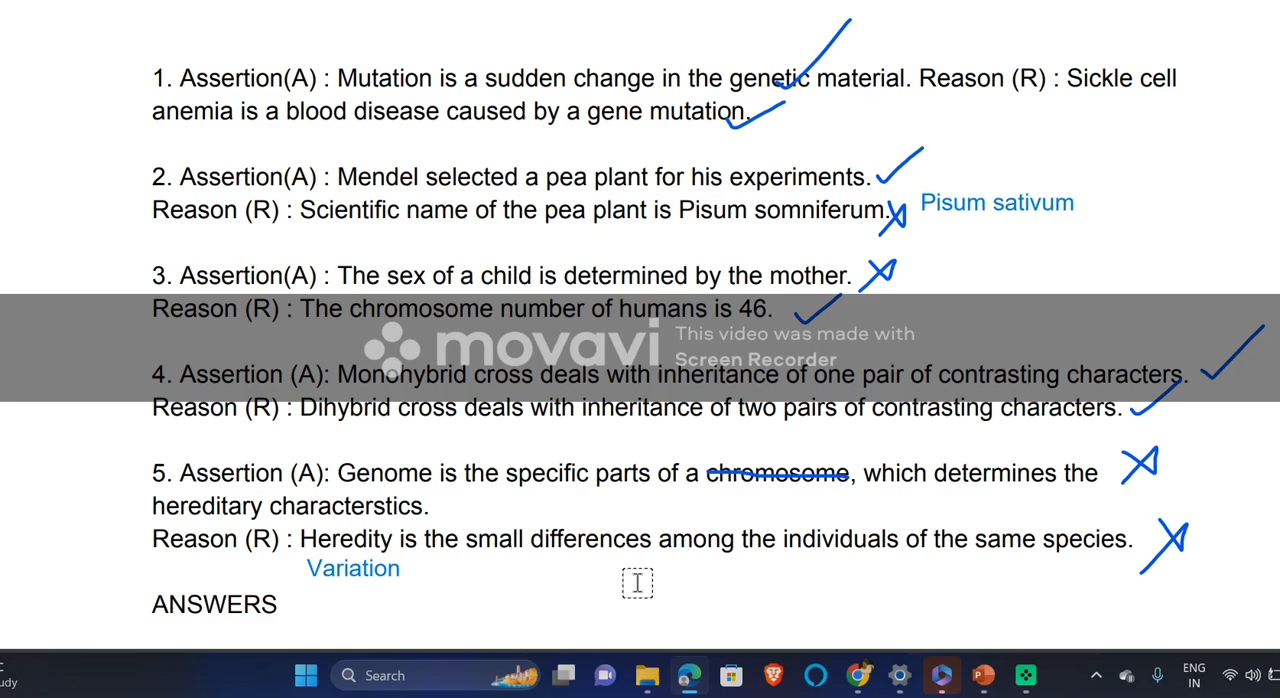 1. Assertion(A) : Mutation is a sudden change in the genetic material. Reason (R) : Sickle cell
anemia is a blood disease caused by a gene mutation.
2. Assertion(A) : Mendel selected a pea plant for his experiments.
Reason (R) : Scientific name of the pea plant is Pisum somniferum. Pisum sativum
3. Assertion(A) : The sex of a child is determined by the mother.
Reason (R) : The chromosome number of humans is 46.
movavi This video was made with
Screen Recorder
4. Assertion (A): Monohybrid cross deals with inheritance of one pair of contrasting characters.
Reason (R) : Dihybrid cross deals with inheritance of two pairs of contrasting characters.
5. Assertion (A): Genome is the specific parts of a chromosome, which determines the
hereditary characterstics.
Reason (R) : Heredity is the small differences among the individuals of the same species.
Variation
ANSWERS
Search
ENG
IN